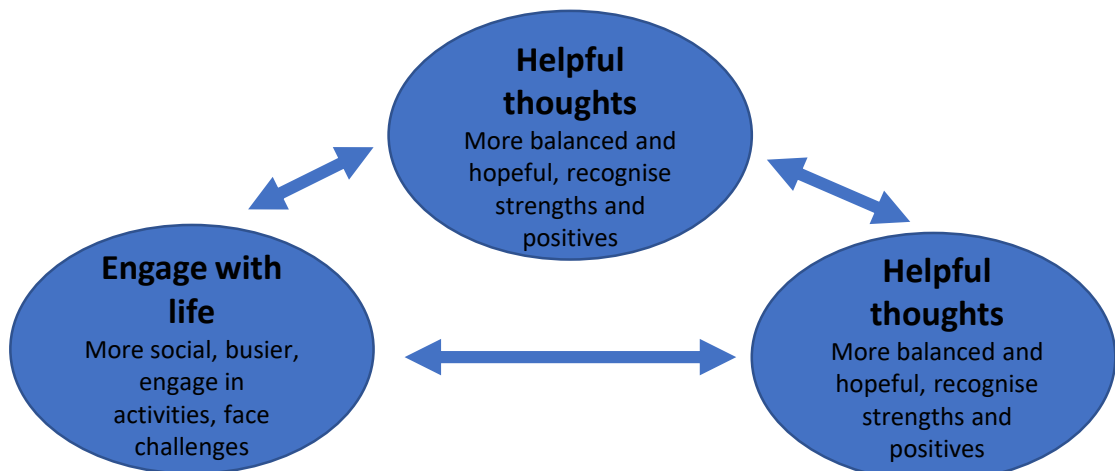 Helpful
thoughts
More balanced and
hopeful, recognise
strengths and
positives
Engage with
life
More social, busier,
engage in
activities, face
challenges
Helpful
thoughts
More balanced and
hopeful, recognise
strengths and
positives